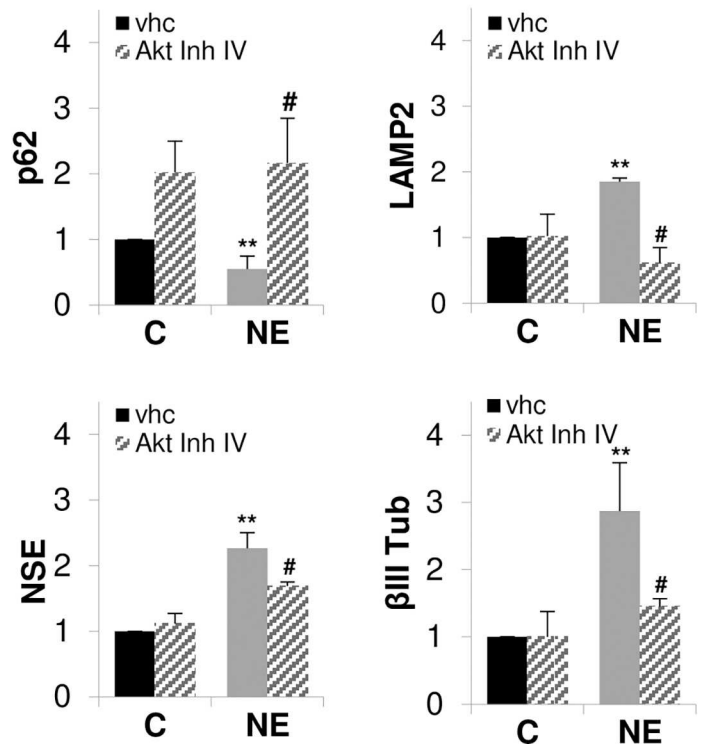 vhc
Akt Inh IV
p62
4
3
2
1
0
#
**
C NE
vhc
Akt Inh IV
LAMP2
4
3
2
1
0
**
#
C NE
vhc
Akt Inh IV
NSE
4
3
2
1
0
**
#
C NE
vhc
Akt Inh IV
βIII Tub
4
3
2
1
0
**
#
C NE